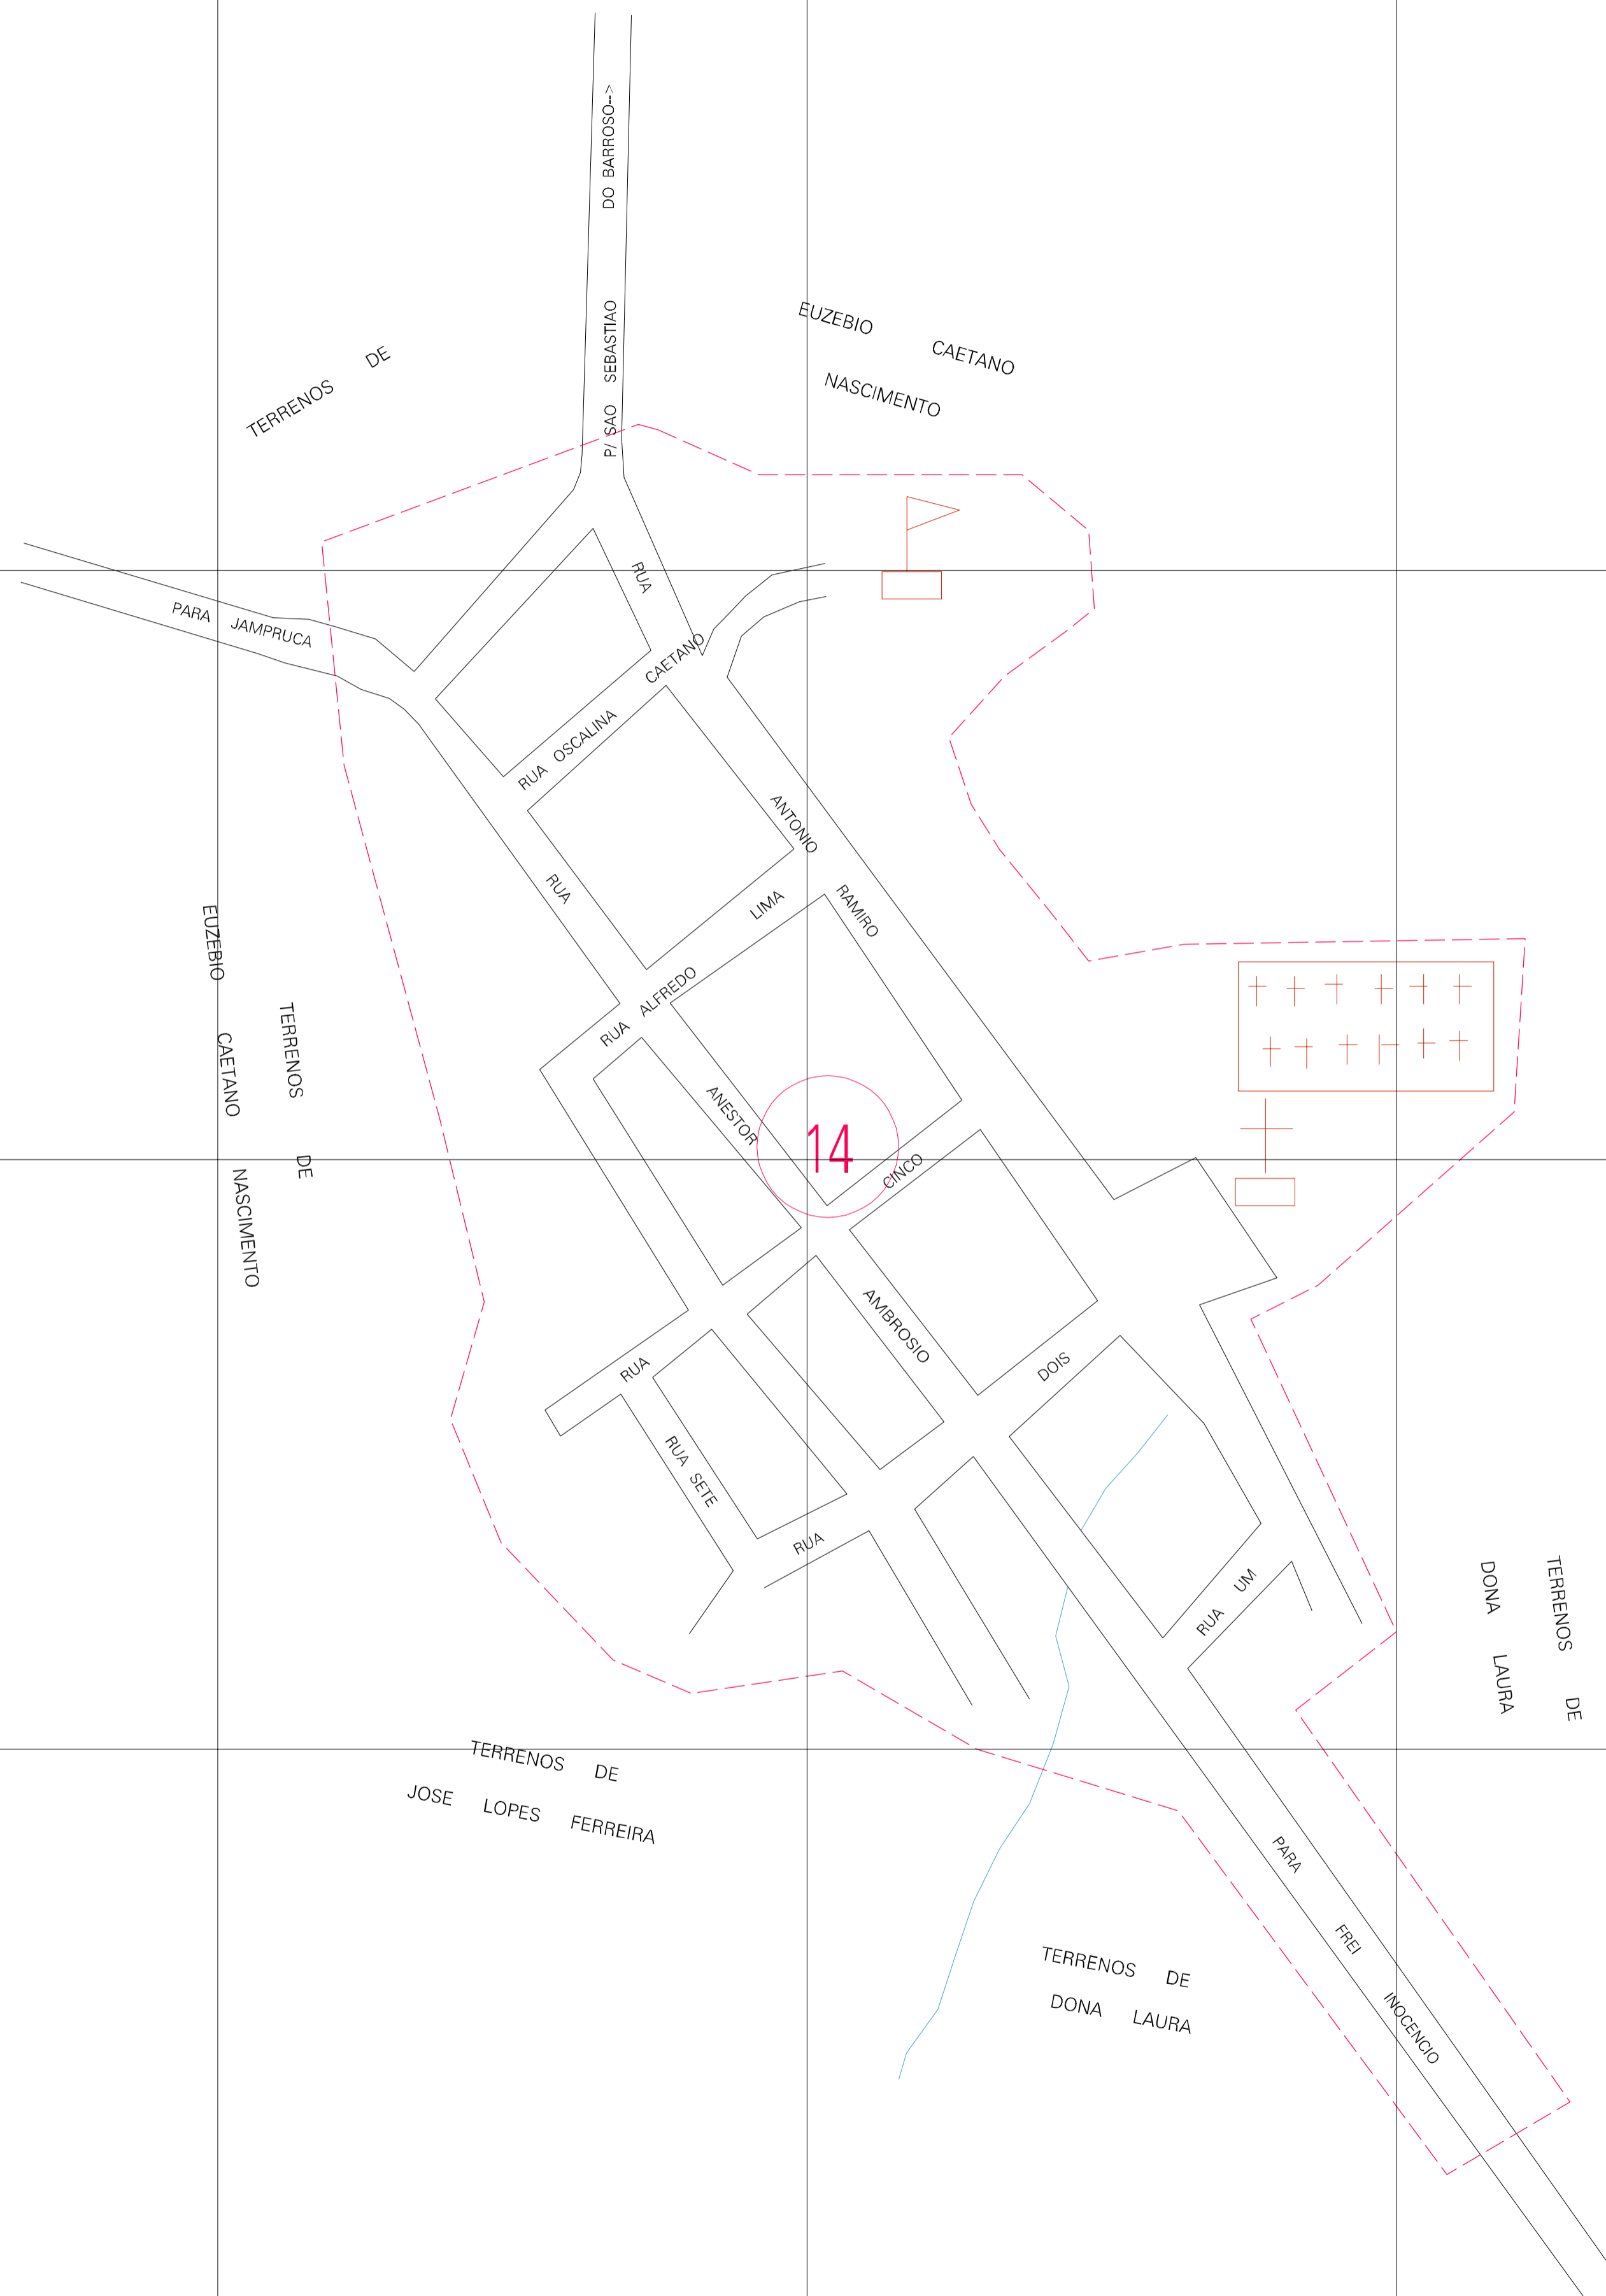 P/ SAO SEBASTIAO DO BARROSO-->
TERRENOS DE
EUZEBIO CAETANO
NASCIMENTO
PARA JAMPRUCA
RUA ANTONIO RAMIRO
RUA OSCALINA CAETANO
RUA ANESTOR AMBROSIO
RUA ALFREDO LIMA
EUZEBIO CAETANO NASCIMENTO
TERRENOS DE
14
RUA CINCO
RUA DOIS
RUA SETE
RUA UM
TERRENOS DE
DONA LAURA
TERRENOS DE
JOSE LOPES FERREIRA
PARA FREI INOCENCIO
TERRENOS DE
DONA LAURA